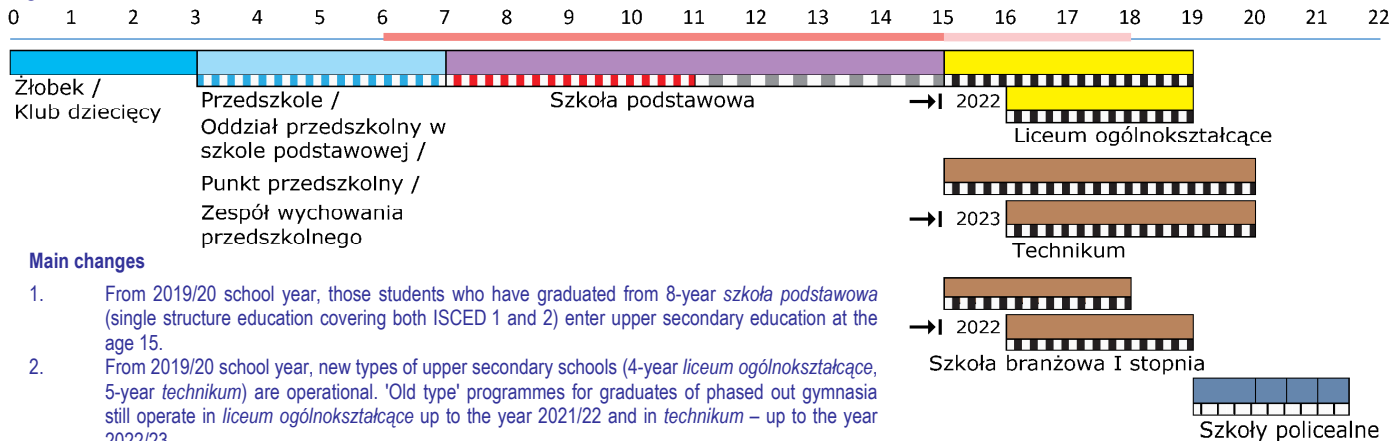 0 1 2 3 4 5 6 7 8 9 10 11 12 13 14 15 16 17 18 19 20 21 22
Żłobek /
Klub dziecięcy
Przedszkole /
Oddział przedszkolny w
szkole podstawowej /
Punkt przedszkolny /
Zespół wychowania
przedszkolnego
Szkoła podstawowa
2022
Liceum ogólnokształcące
2023
Technikum
2022
Szkoła branżowa I stopnia
Szkoły policealne
Main changes
1. From 2019/20 school year, those students who have graduated from 8-year szkoła podstawowa
(single structure education covering both ISCED 1 and 2) enter upper secondary education at the
age 15.
2. From 2019/20 school year, new types of upper secondary schools (4-year liceum ogólnokształcące,
5-year technikum) are operational. 'Old type' programmes for graduates of phased out gymnasia
still operate in liceum ogólnokształcące up to the year 2021/22 and in technikum – up to the year
2022/23